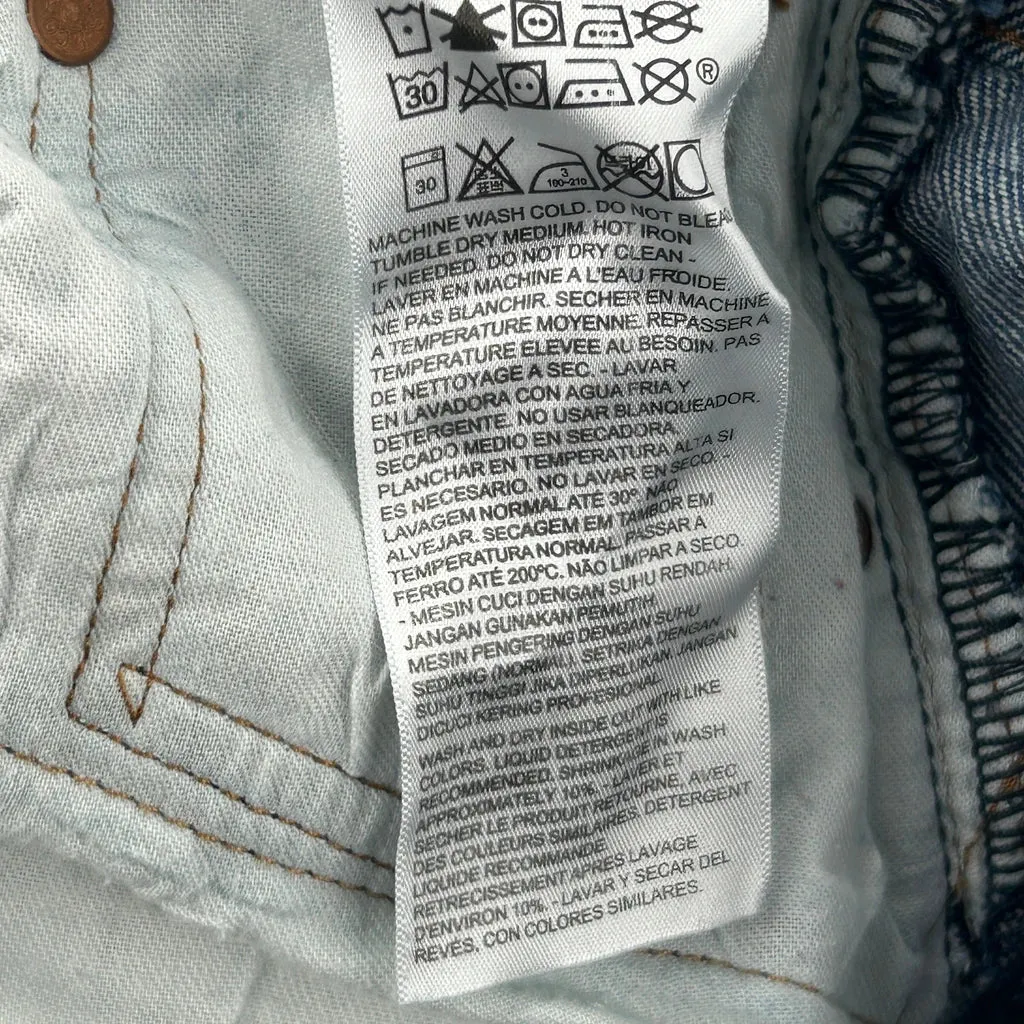 30 ®
30 3 180~210
MACHINE WASH COLD. DO NOT BLEA
TUMBLE DRY MEDIUM. HOT IRON
IF NEEDED. DO NOT DRY CLEAN -
LAVER EN MACHINE A L'EAU FROIDE.
NE PAS BLANCHIR. SECHER EN MACHINE
A TEMPERATURE MOYENNE. REPASSER A
TEMPERATURE ELEVEE AU BESOIN. PAS
DE NETTOYAGE A SEC. - LAVAR
EN LAVADORA CON AGUA FRIA Y
DETERGENTE. NO USAR BLANQUEADOR.
SECADO MEDIO EN SECADORA.
PLANCHAR EN TEMPERATURA ALTA SI
ES NECESARIO. NO LAVAR EN SECO. -
LAVAGEM NORMAL ATÉ 30º. NÃO
ALVEJAR. SECAGEM EM TAMBOR EM
TEMPERATURA NORMAL. PASSAR A
FERRO ATÉ 200ºC. NÃO LIMPAR A SECO.
- MESIN CUCI DENGAN SUHU RENDAH.
JANGAN GUNAKAN PEMUTIH.
MESIN PENGERING DENGAN SUHU
SEDANG (NORMAL). SETRIKA DENGAN
SUHU TINGGI JIKA DIPERLUKAN. JANGAN
DICUCI KERING PROFESIONAL.
WASH AND DRY INSIDE OUT WITH LIKE
COLORS. LIQUID DETERGENT IS
RECOMMENDED. SHRINKAGE IN WASH
APPROXIMATELY 10%. - LAVER ET
SECHER LE PRODUIT RETOURNE, AVEC
DES COULEURS SIMILAIRES. DETERGENT
LIQUIDE RECOMMANDE.
RETRECISSEMENT APRES LAVAGE
D'ENVIRON 10%. - LAVAR Y SECAR DEL
REVES, CON COLORES SIMILARES.